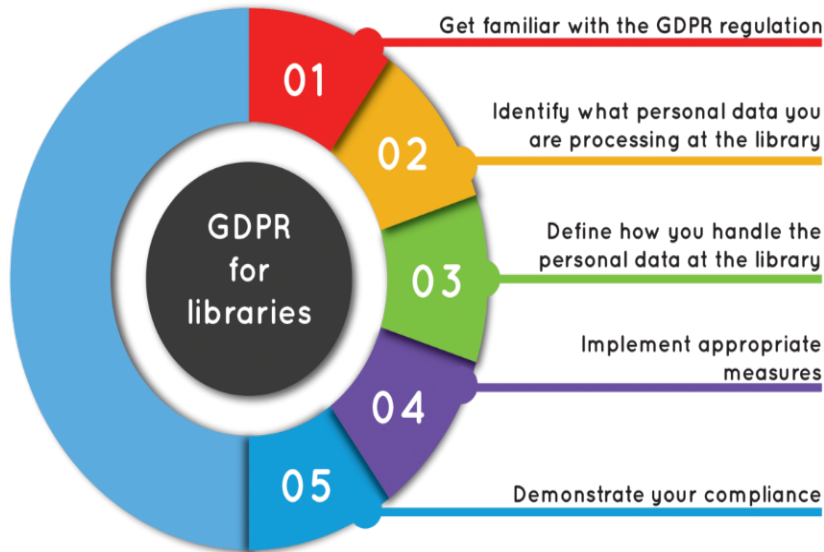 GDPR
for
libraries
01
Get familiar with the GDPR regulation
02
Identify what personal data you
are processing at the library
03
Define how you handle the
personal data at the library
04
Implement appropriate
measures
05
Demonstrate your compliance